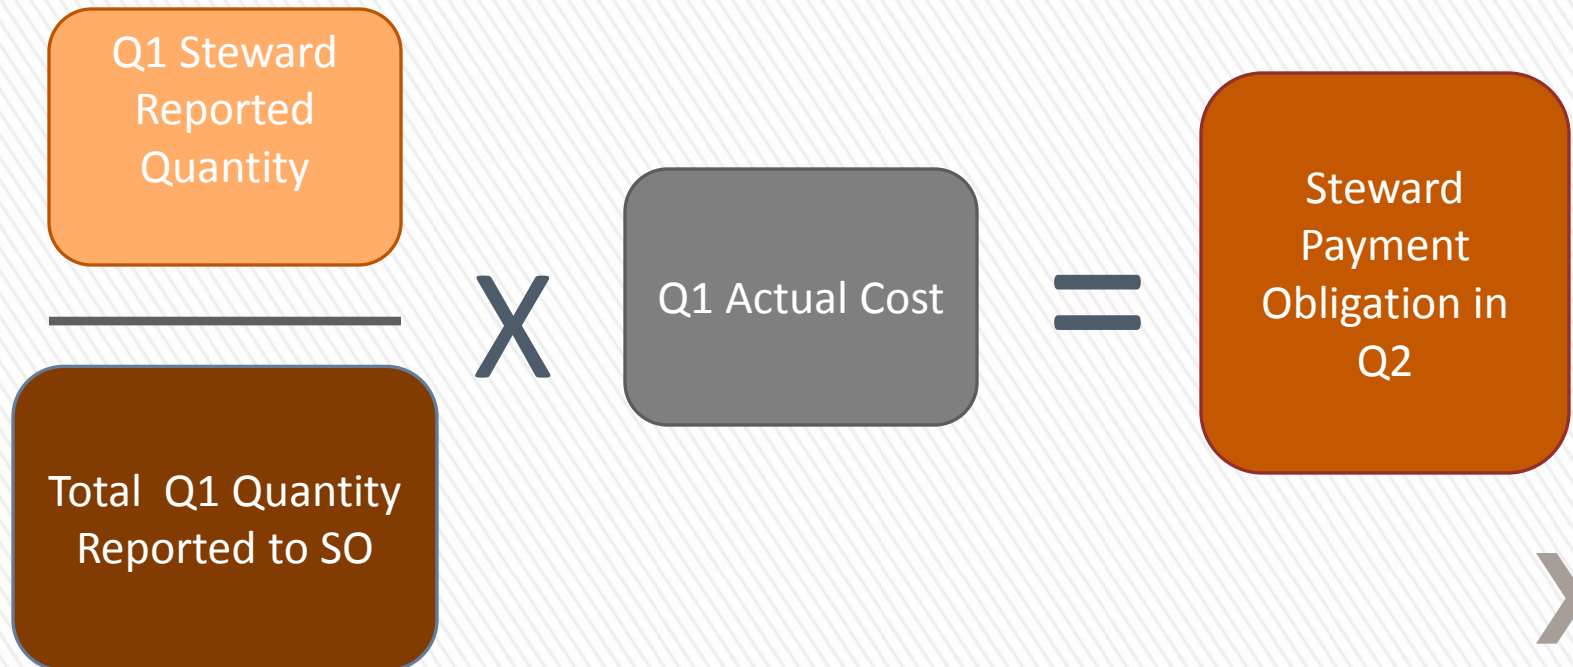 Q1 Steward
Reported
Quantity
Total  Q1 Quantity
Reported to SO
X
Q1 Actual Cost
=
Steward
Payment
Obligation in
Q2